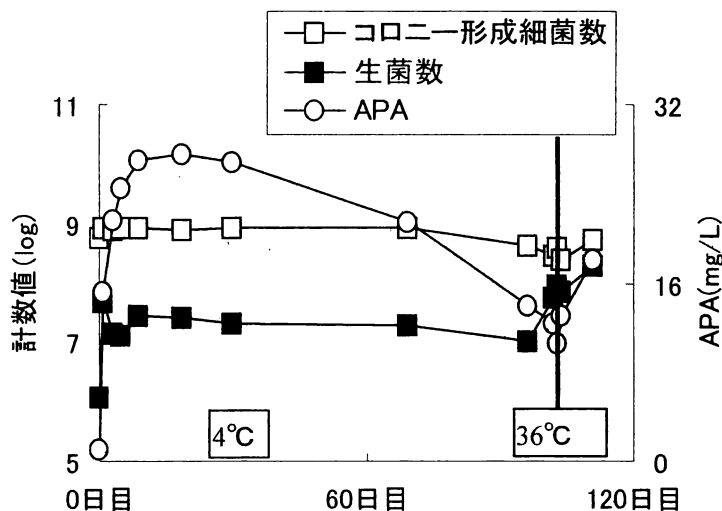 コロニー形成細菌数
生菌数
APA
11
9
7
5
計数値(log)
32
16
0
APA(mg/L)
4℃
36℃
0日目
60日目
120日目